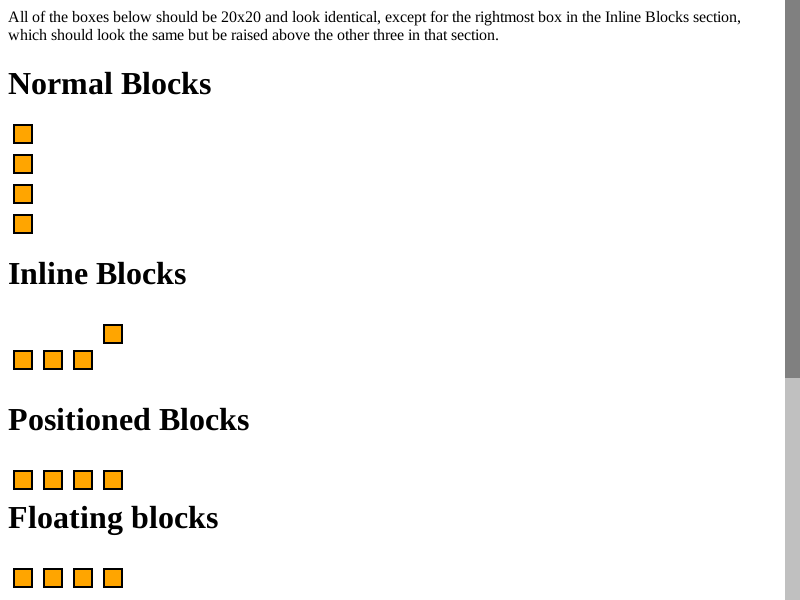 All of the boxes below should be 20x20 and look identical, except for the rightmost box in the Inline Blocks section,
which should look the same but be raised above the other three in that section.
Normal Blocks
Inline Blocks
Positioned Blocks
Floating blocks